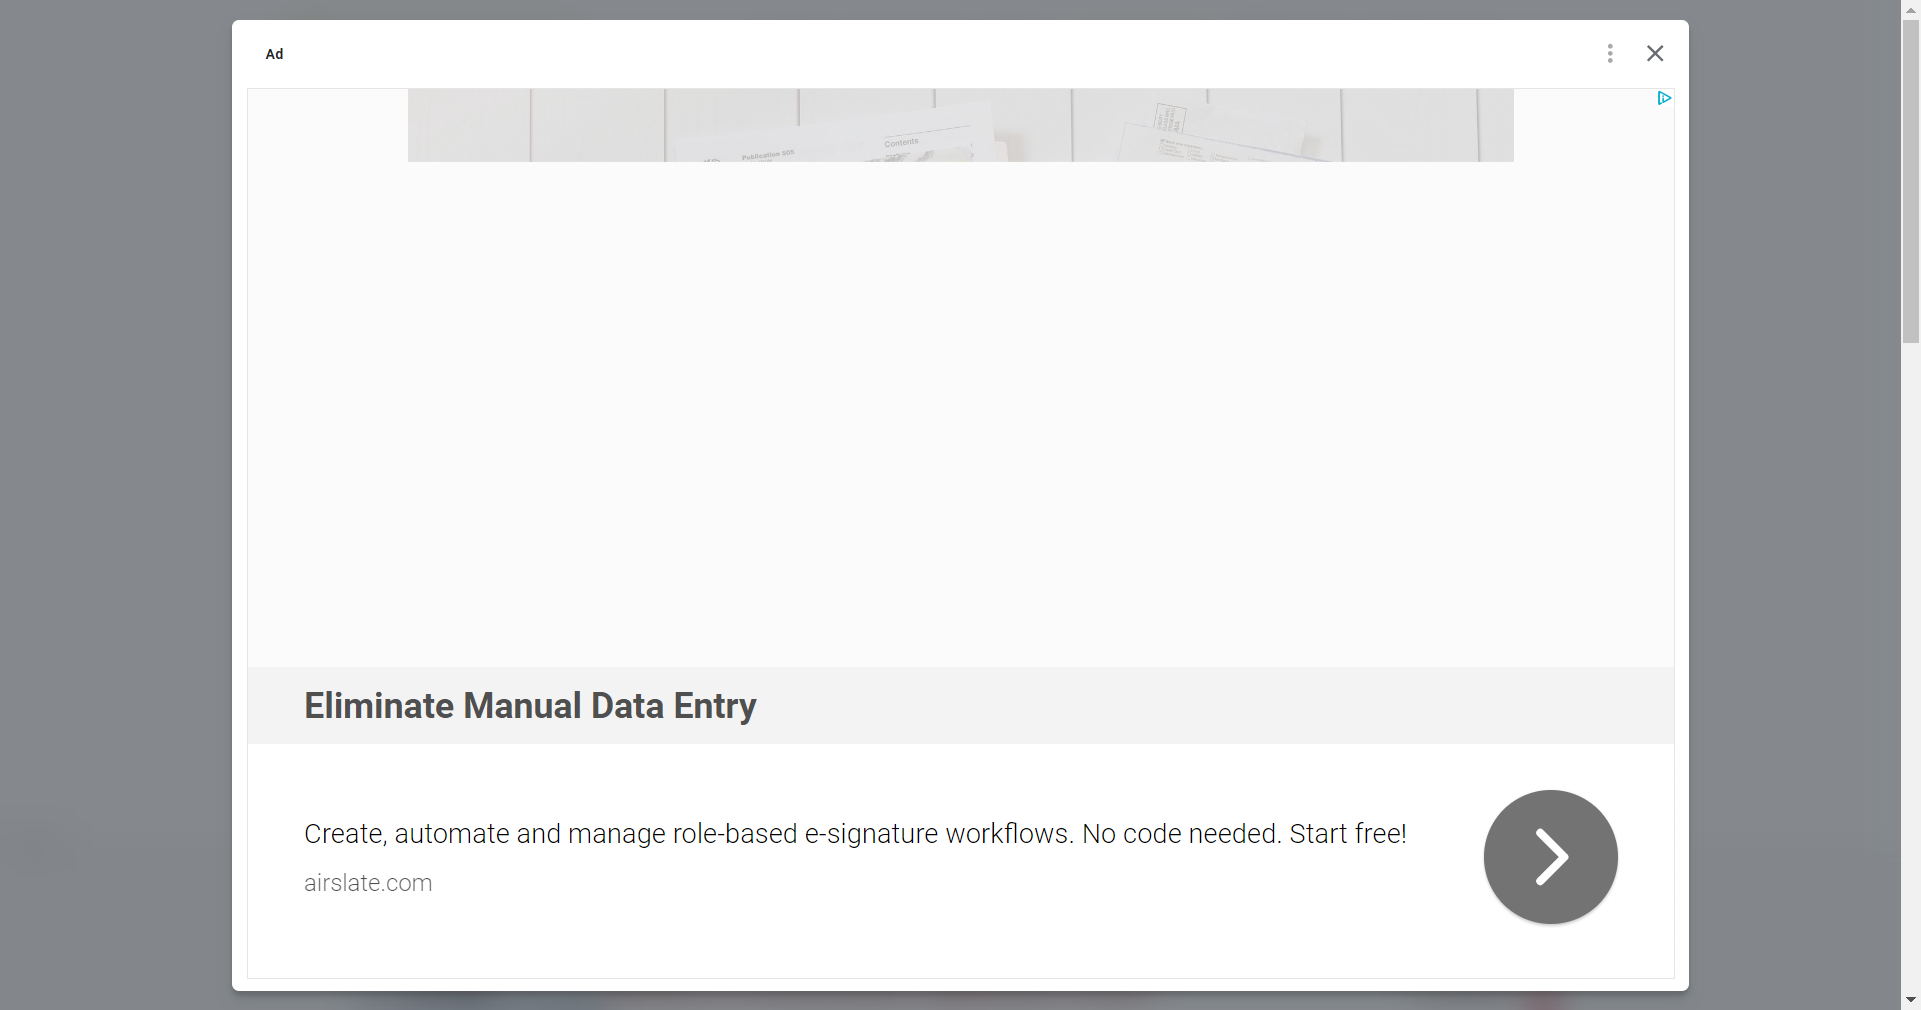 Ad
Publication 505
Contents
Eliminate Manual Data Entry
Create, automate and manage role-based e-signature workflows. No code needed. Start free!
airslate.com